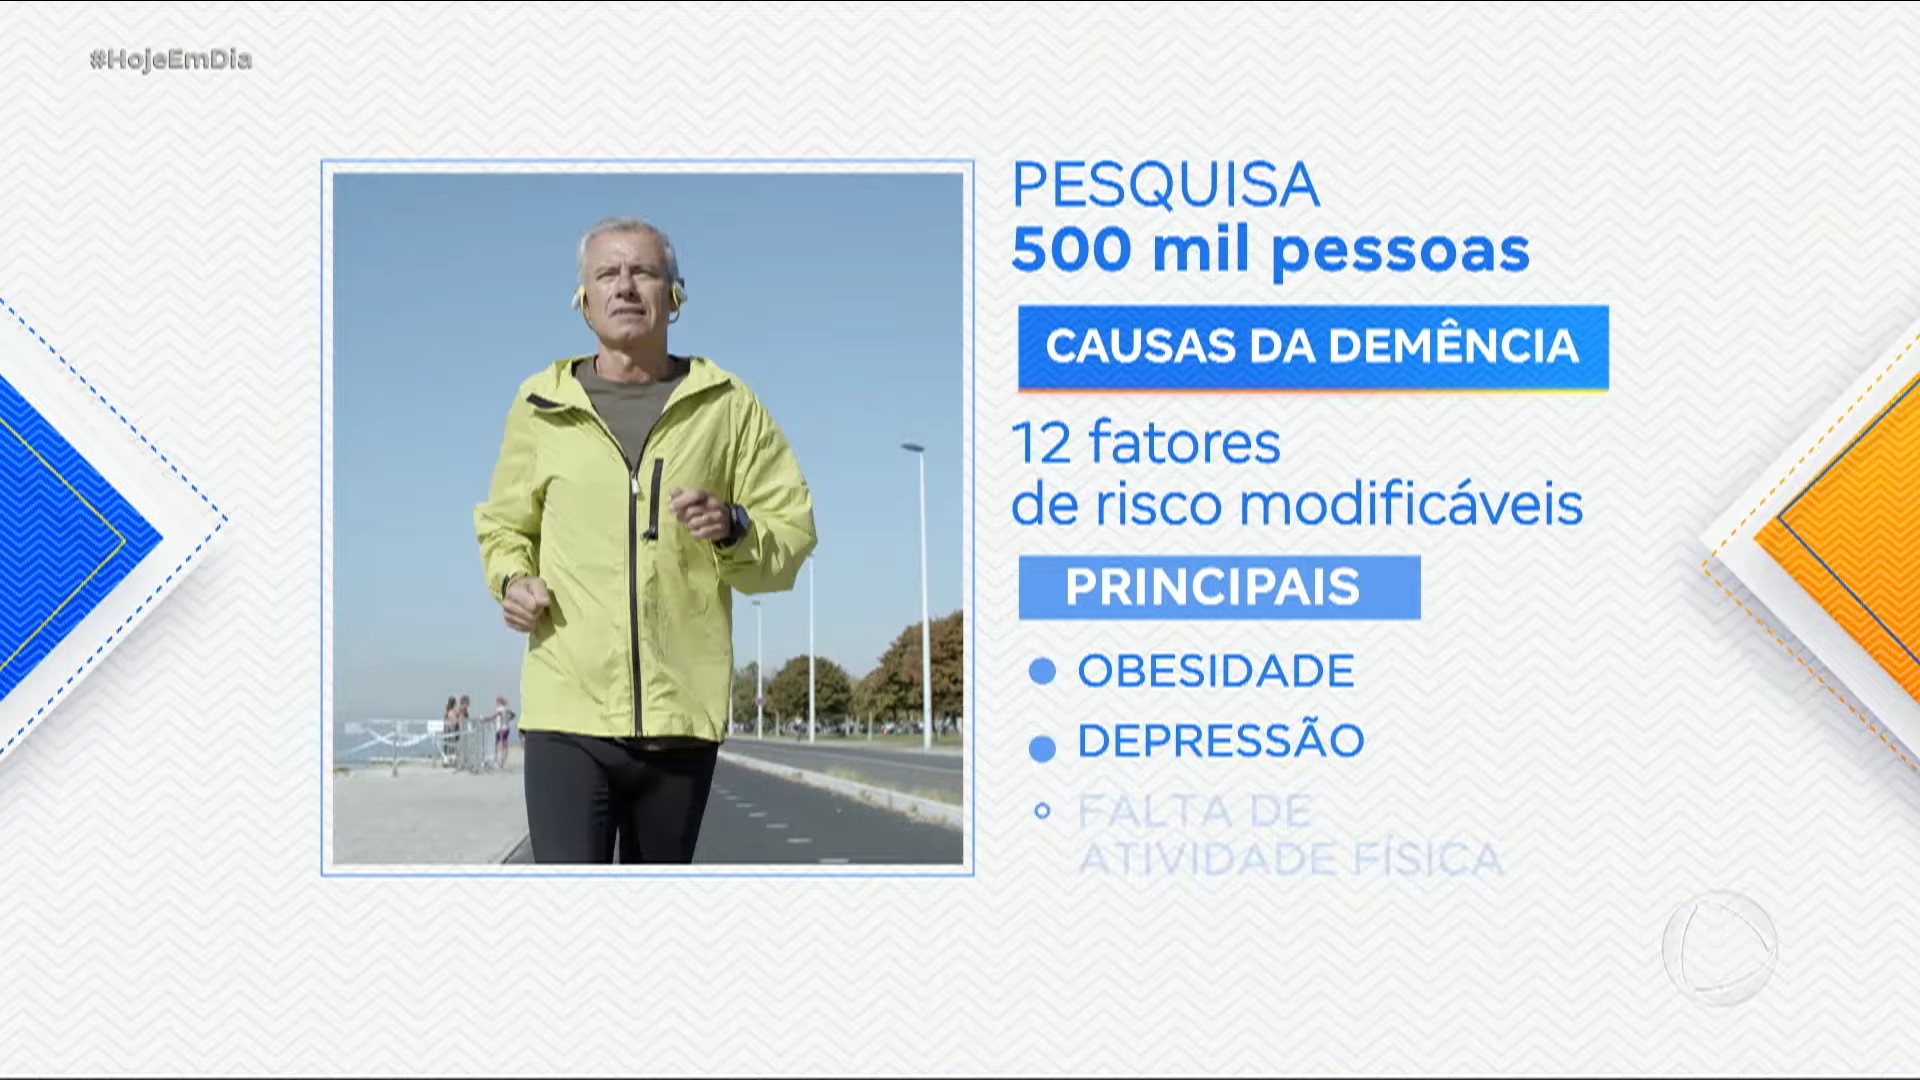 #HojeEmDia
PESQUISA
500 mil pessoas
CAUSAS DA DEMÊNCIA
12 fatores
de risco modificáveis
PRINCIPAIS
OBESIDADE
DEPRESSÃO
FALTA DE
ATIVIDADE FÍSICA